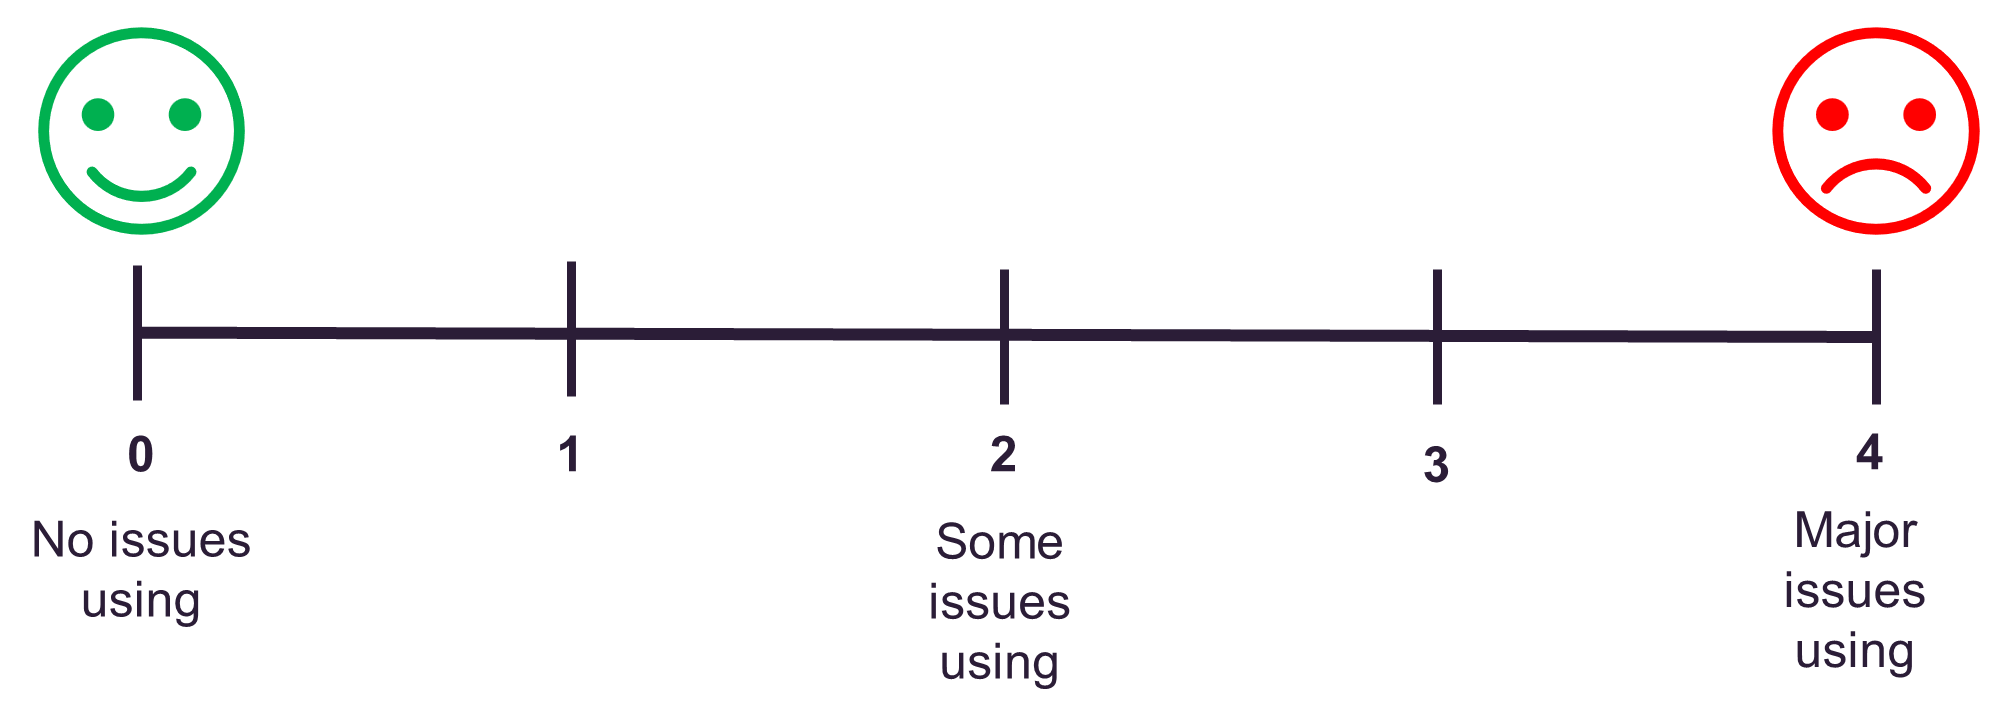 0 1 2 3 4
No issues
using
Some
issues
using
Major
issues
using